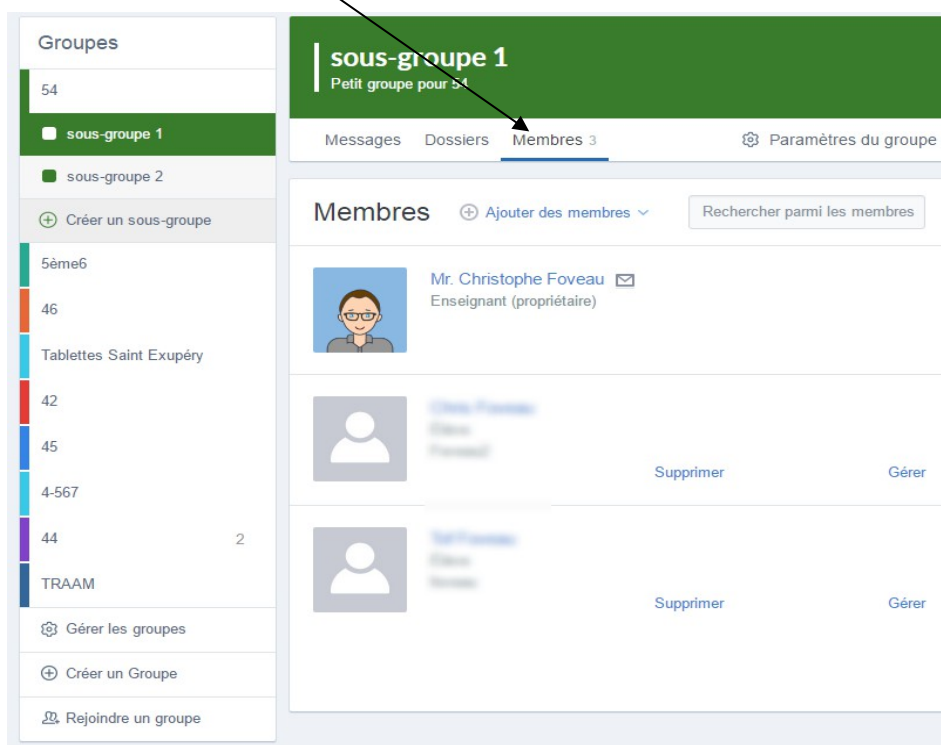 Groupes
54
sous-groupe 1
sous-groupe 2
Créer un sous-groupe
5ème6
46
Tablettes Saint Exupéry
42
45
4-567
44 2
TRAAM
Gérer les groupes
Créer un Groupe
Rejoindre un groupe
sous-groupe 1
Petit groupe pour 54
Messages Dossiers Membres 3 Paramètres du groupe
Membres Ajouter des membres Rechercher parmi les membres
Mr. Christophe Foveau
Enseignant (propriétaire)
Supprimer Gérer
Supprimer Gérer